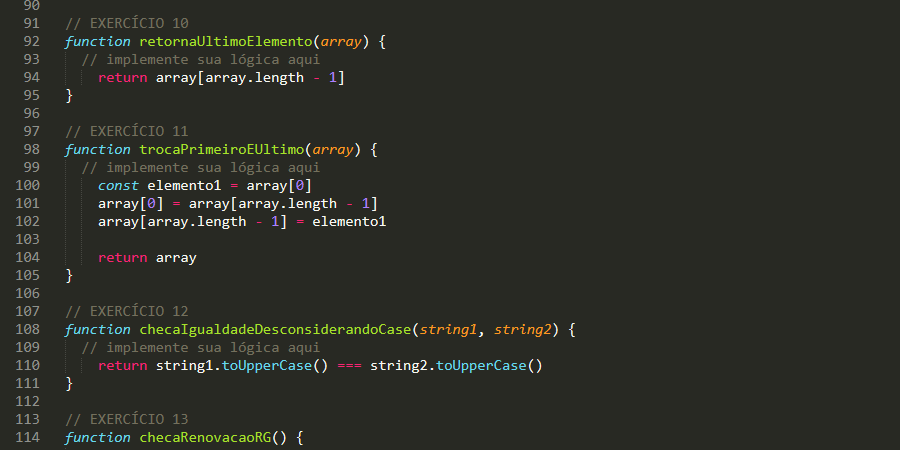 90
91 // EXERCÍCIO 10
92 function retornaUltimoElemento(array) {
93 // implemente sua lógica aqui
94 return array[array.length - 1]
95 }
96
97 // EXERCÍCIO 11
98 function trocaPrimeiroEUltimo(array) {
99 // implemente sua lógica aqui
100 const elemento1 = array[0]
101 array[0] = array[array.length - 1]
102 array[array.length - 1] = elemento1
103
104 return array
105 }
106
107 // EXERCÍCIO 12
108 function checaIgualdadeDesconsiderandoCase(string1, string2) {
109 // implemente sua lógica aqui
110 return string1.toUpperCase() === string2.toUpperCase()
111 }
112
113 // EXERCÍCIO 13
114 function checaRenovacaoRG() {